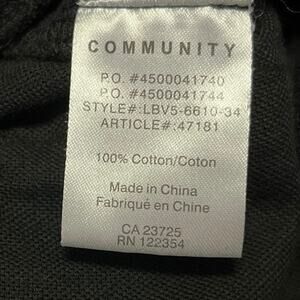 COMMUNITY
P.O. #4500041740
P.O. #4500041744
STYLE#:LBV5-6610-34
ARTICLE#:47181
100% Cotton/Coton
Made in China
Fabriqué en Chine
CA 23725
RN 122354